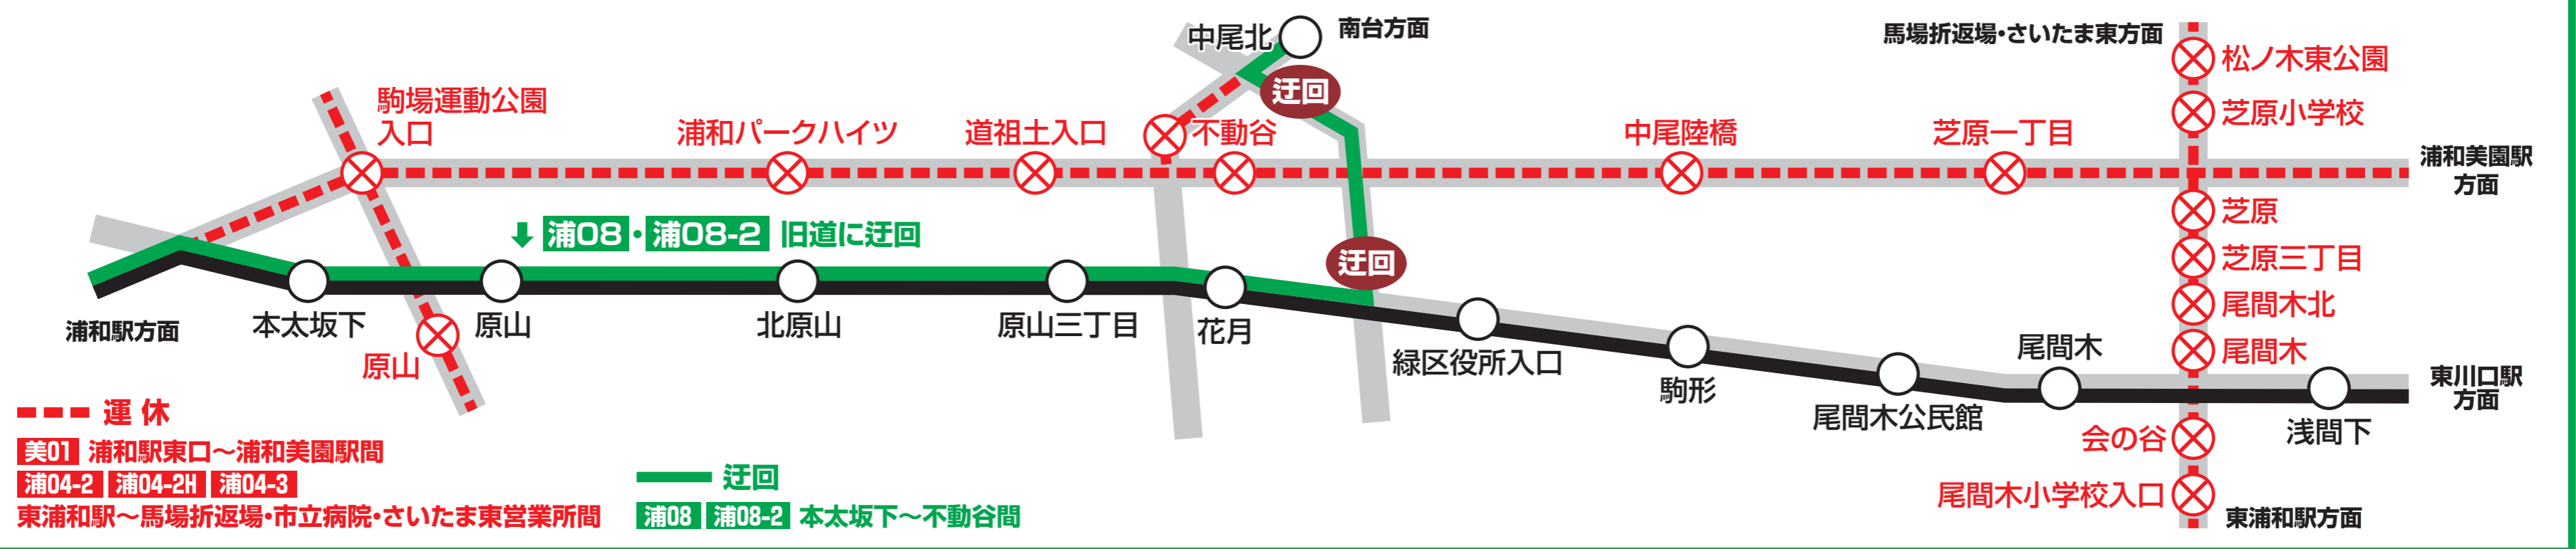 中尾北
南台方面
馬場折返場・さいたま東方面
松ノ木東公園
迂回
駒場運動公園
入口
浦和パークハイツ
道祖土入口
不動谷
中尾陸橋
芝原一丁目
芝原小学校
浦和美園駅
方面
芝原
↓ 浦08・浦08-2 旧道に迂回
迂回
芝原三丁目
尾間木北
尾間木
浦和駅方面
本太坂下
原山
北原山
原山三丁目
花月
緑区役所入口
駒形
尾間木公民館
尾間木
東川口駅
方面
原山
会の谷
浅間下
尾間木小学校入口
東浦和駅方面
運休
美01 浦和駅東口～浦和美園駅間
浦04-2 浦04-2H 浦04-3
東浦和駅～馬場折返場・市立病院・さいたま東営業所間
迂回
浦08 浦08-2 本太坂下～不動谷間